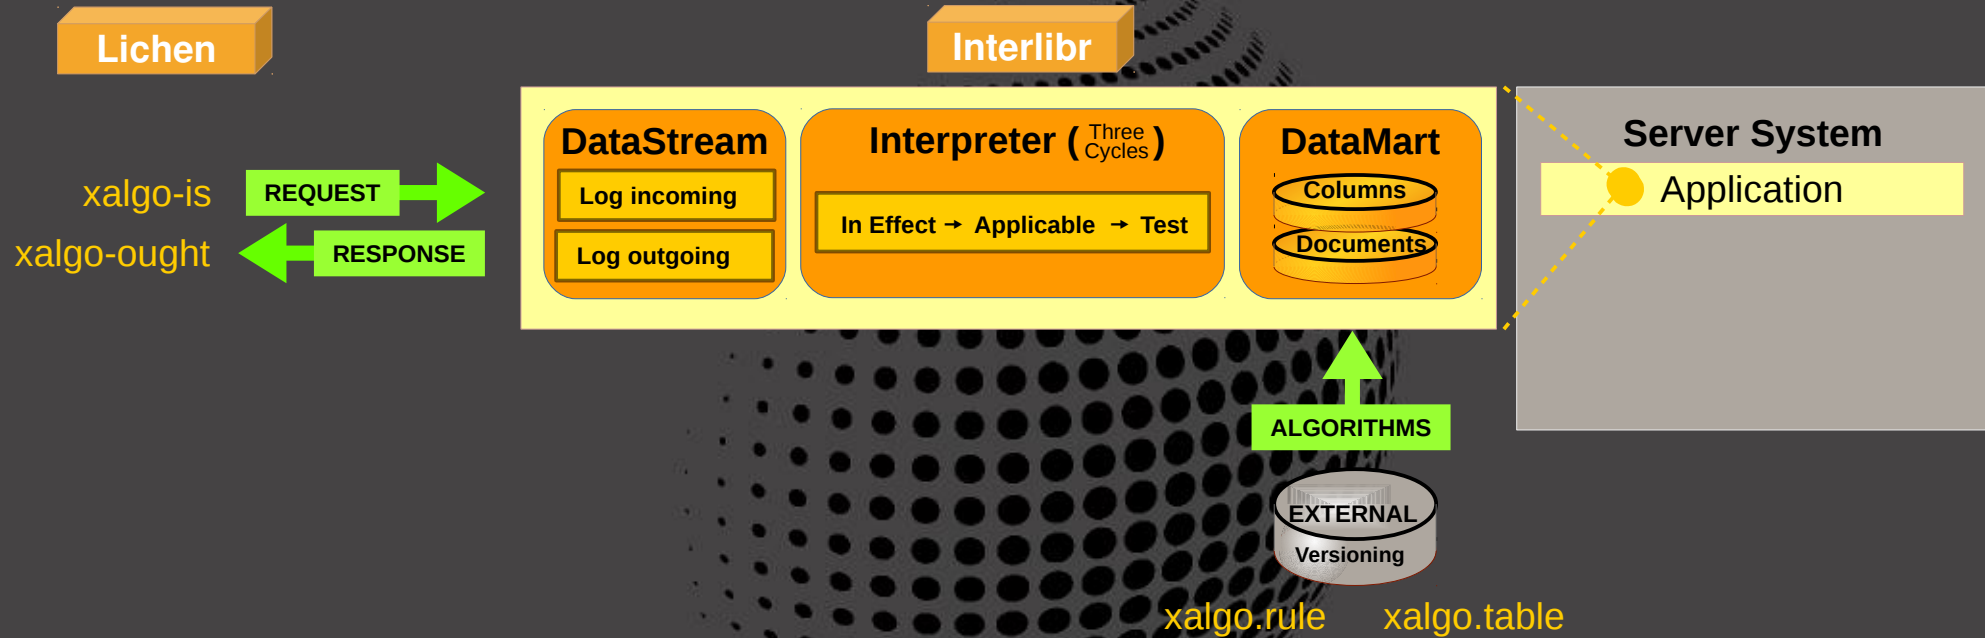 Lichen
Interlibr
xalgo-is
REQUEST
xalgo-ought
RESPONSE
DataStream
Log incoming
Log outgoing
Interpreter (Three Cycles)
In Effect → Applicable → Test
DataMart
Columns
Documents
Server System
Application
ALGORITHMS
EXTERNAL
Versioning
xalgo.rule
xalgo.table